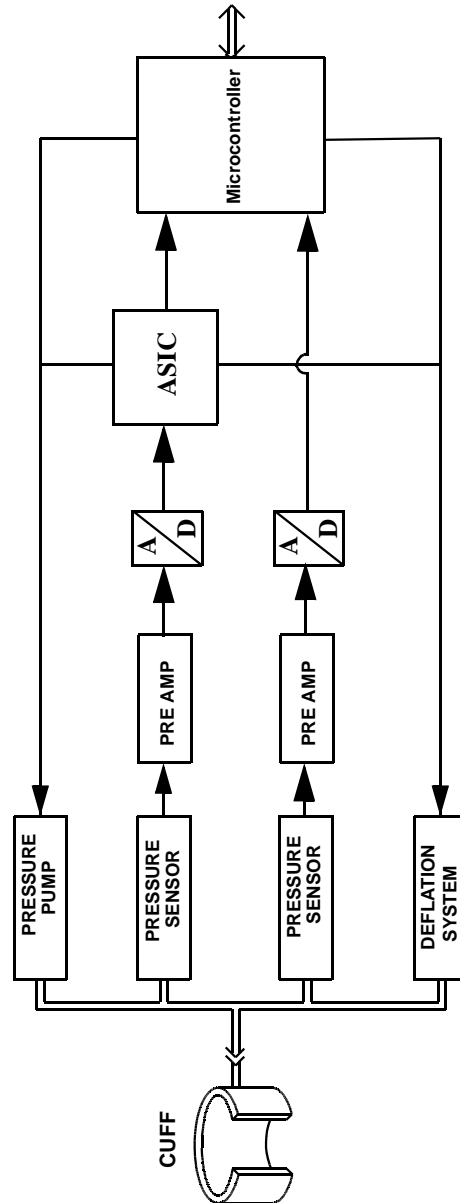 CUFF
PRESSURE
PUMP
PRESSURE
SENSOR
PRE AMP
A
D
ASIC
PRESSURE
SENSOR
PRE AMP
A
D
DEFLATION
SYSTEM
Microcontroller